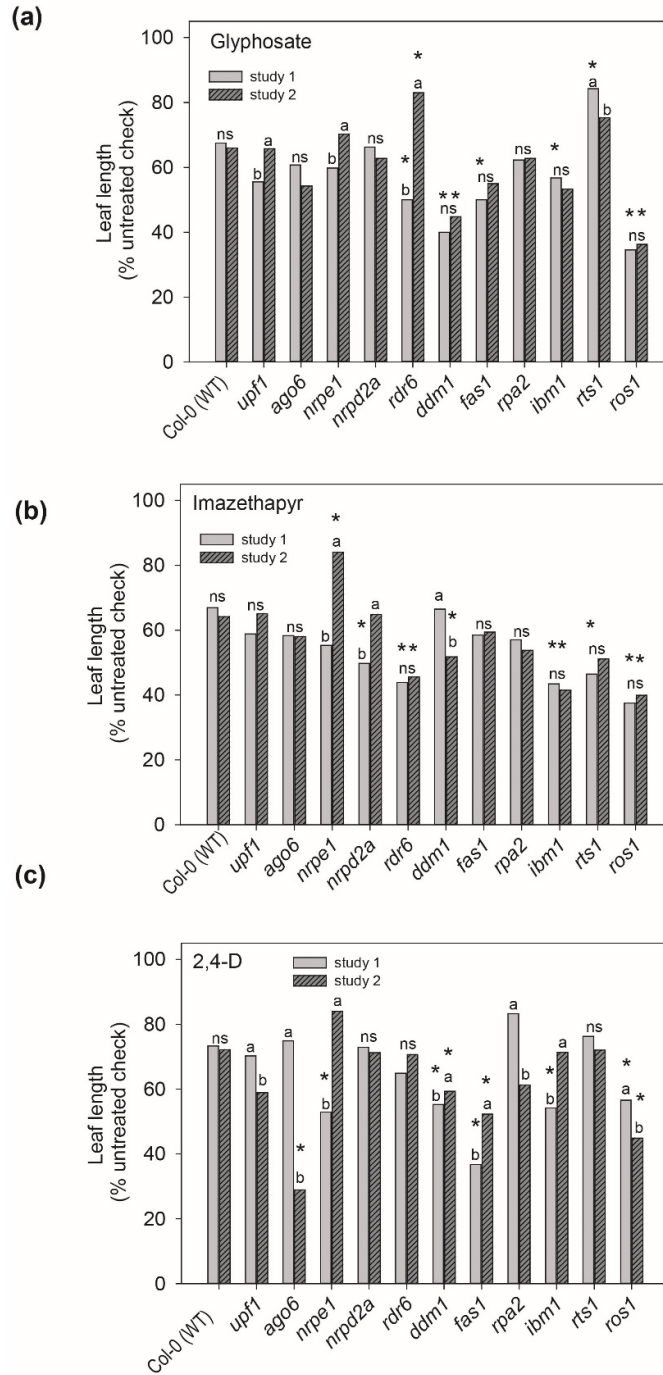 (a)
Glyphosate
study 1
study 2
Leaf length
(% untreated check)
100
80
60
40
20
0
ns
b a
ns
b a
ns
* b
* a
** ns
* ns
ns
* ns
* a b
** ns
Col-0 (WT) upf1 ago6 nrpe1 nrpd2a rdr6 ddm1 fas1 rpa2 ibm1 rts1 ros1
(b)
Imazethapyr
study 1
study 2
Leaf length
(% untreated check)
100
80
60
40
20
0
ns
ns
ns
b
* a
* b a
** ns
a
* b
ns
ns
** ns
* ns
** ns
Col-0 (WT) upf1 ago6 nrpe1 nrpd2a rdr6 ddm1 fas1 rpa2 ibm1 rts1 ros1
(c)
2,4-D
study 1
study 2
Leaf length
(% untreated check)
100
80
60
40
20
0
ns
a b
a
* b
* b
a
ns
ns
* b
* a
* b
* a
a b
* b a
ns
* a
* b
Col-0 (WT) upf1 ago6 nrpe1 nrpd2a rdr6 ddm1 fas1 rpa2 ibm1 rts1 ros1